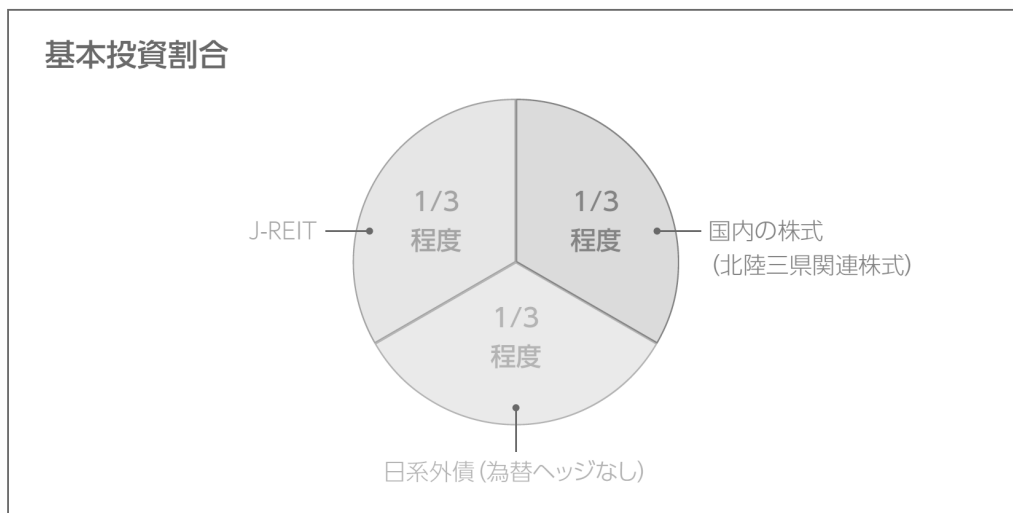 基本投資割合
1/3
程度
1/3
程度
J-REIT
国内の株式
(北陸三県関連株式)
1/3
程度
日系外債(為替ヘッジなし)